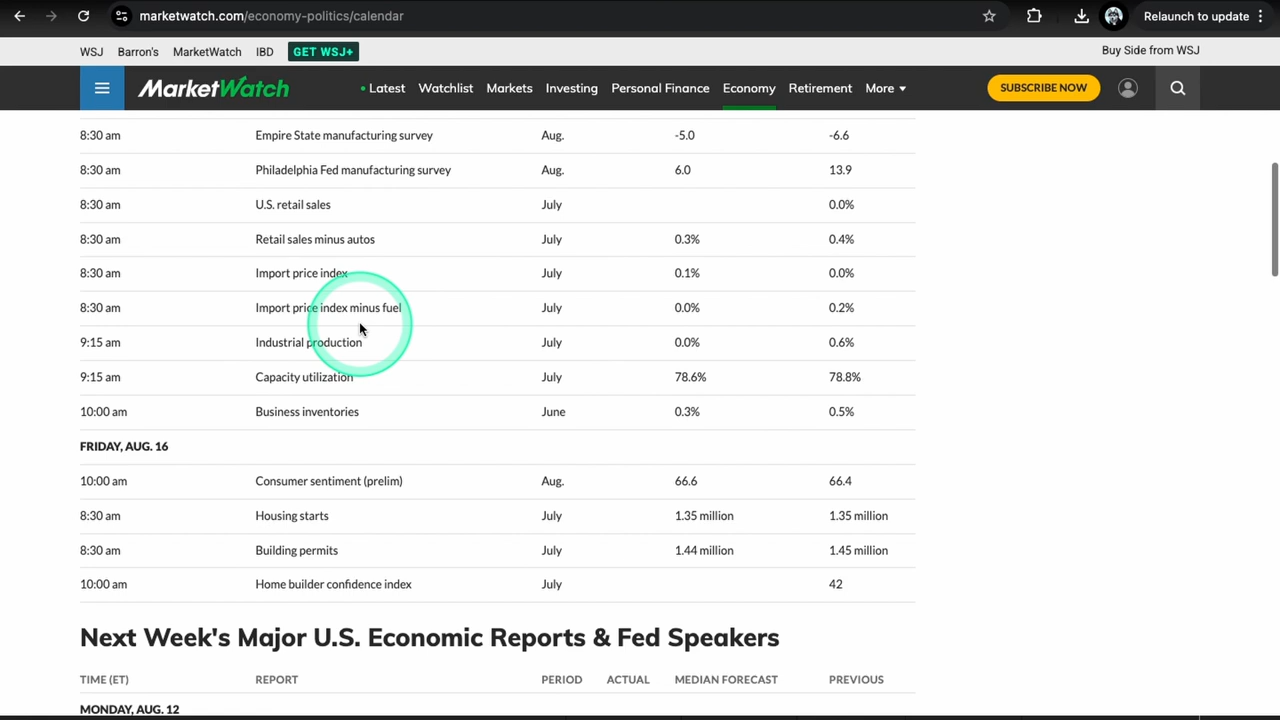 marketwatch.com/economy-politics/calendar Relaunch to update
WSJ Barron's MarketWatch IBD GET WSJ+ Buy Side from WSJ
MarketWatch Latest Watchlist Markets Investing Personal Finance Economy Retirement More SUBSCRIBE NOW
8:30 am Empire State manufacturing survey Aug. -5.0 -6.6
8:30 am Philadelphia Fed manufacturing survey Aug. 6.0 13.9
8:30 am U.S. retail sales July 0.0%
8:30 am Retail sales minus autos July 0.3% 0.4%
8:30 am Import price index July 0.1% 0.0%
8:30 am Import price index minus fuel July 0.0% 0.2%
9:15 am Industrial production July 0.0% 0.6%
9:15 am Capacity utilization July 78.6% 78.8%
10:00 am Business inventories June 0.3% 0.5%
FRIDAY, AUG. 16
10:00 am Consumer sentiment (prelim) Aug. 66.6 66.4
8:30 am Housing starts July 1.35 million 1.35 million
8:30 am Building permits July 1.44 million 1.45 million
10:00 am Home builder confidence index July 42
Next Week's Major U.S. Economic Reports & Fed Speakers
TIME (ET) REPORT PERIOD ACTUAL MEDIAN FORECAST PREVIOUS
MONDAY, AUG. 12